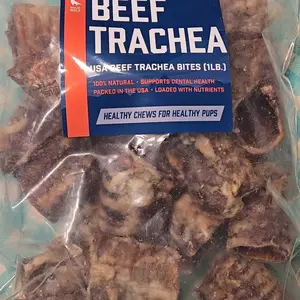 BEEF
TRACHEA
USA BEEF TRACHEA BITES (1LB.)
100% NATURAL • SUPPORTS DENTAL HEALTH
PACKED IN THE USA • LOADED WITH NUTRIENTS
HEALTHY CHEWS FOR HEALTHY PUPS